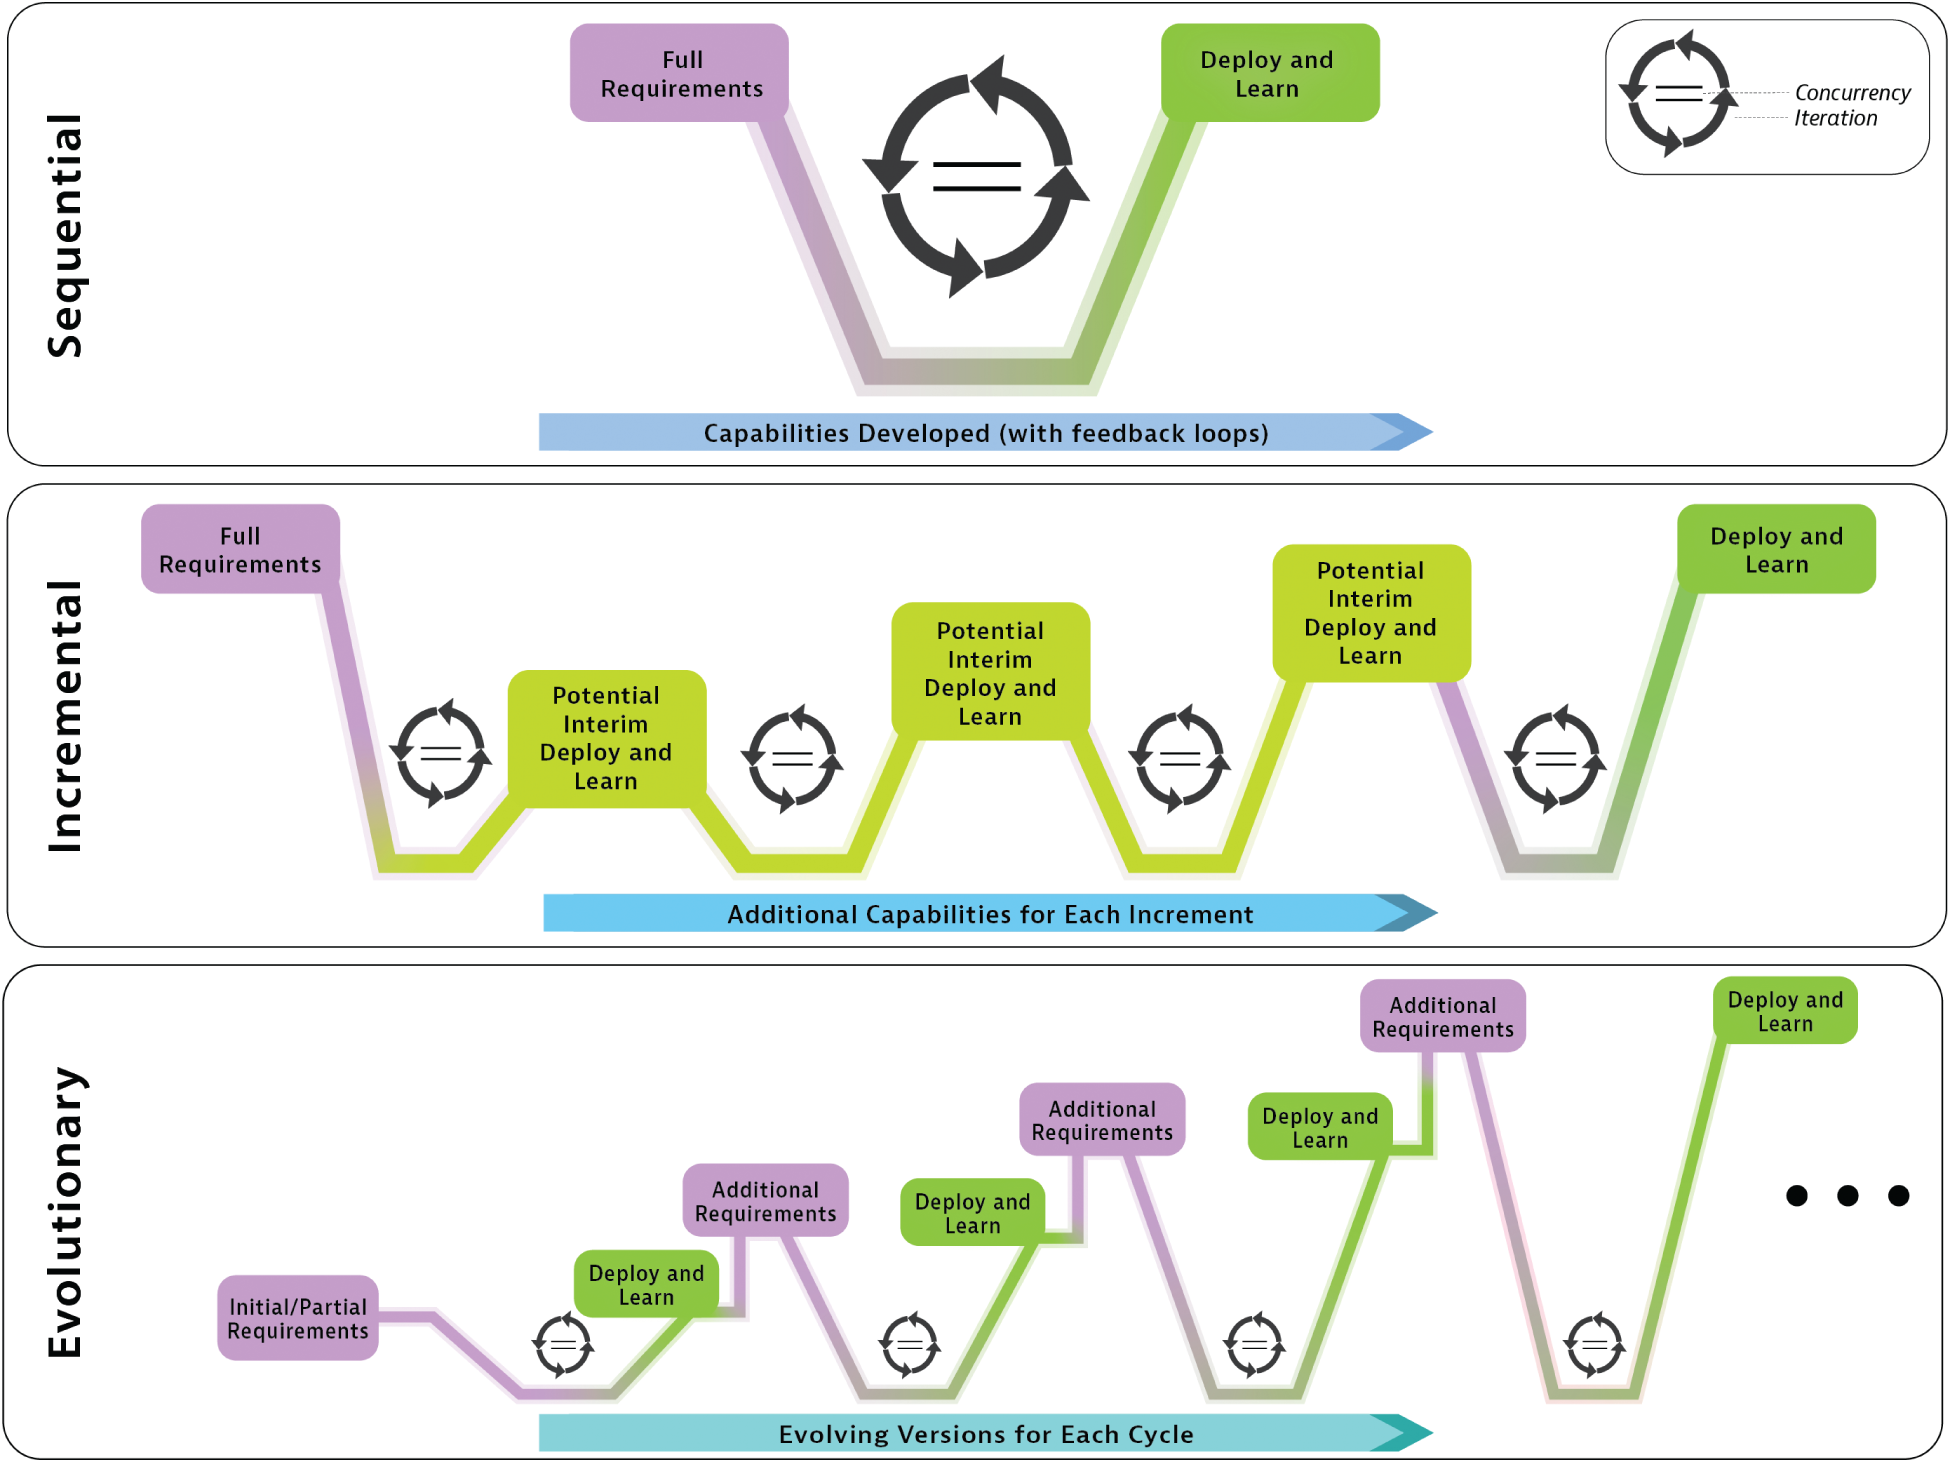 Sequential
Full
Requirements
Deploy and
Learn
Concurrency
Iteration
Capabilities Developed (with feedback loops)
Incremental
Full
Requirements
Potential
Interim
Deploy and
Learn
Potential
Interim
Deploy and
Learn
Potential
Interim
Deploy and
Learn
Deploy and
Learn
Additional Capabilities for Each Increment
Evolutionary
Initial/Partial
Requirements
Deploy and
Learn
Additional
Requirements
Deploy and
Learn
Additional
Requirements
Deploy and
Learn
Additional
Requirements
Deploy and
Learn
Evolving Versions for Each Cycle